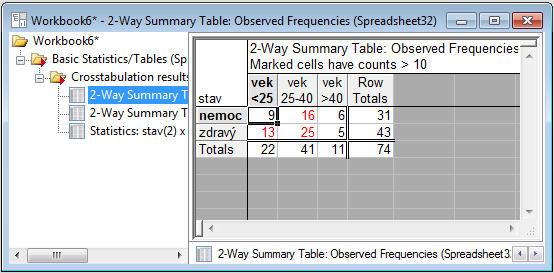 Workbook6* - 2-Way Summary Table: Observed Frequencies (Spreadsheet32)
Workbook6*
Basic Statistics/Tables (Sp
Crosstabulation results
2-Way Summary T
2-Way Summary T
Statistics: stav(2) x
2-Way Summary Table: Observed Frequencies
Marked cells have counts > 10
stav vek <25 vek 25-40 vek >40 Row Totals
nemoc 9 16 6 31
zdravý 13 25 5 43
Totals 22 41 11 74
2-Way Summary Table: Observed Frequencies (Spreadsheet3